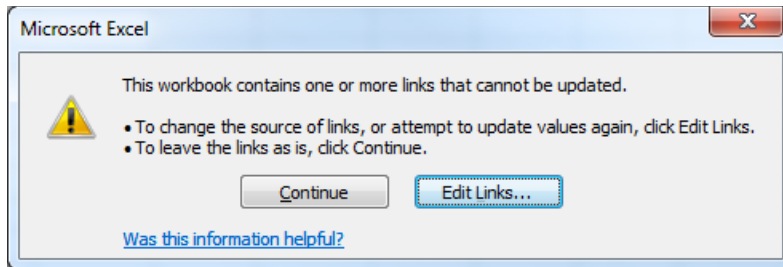 Microsoft Excel
This workbook contains one or more links that cannot be updated.
• To change the source of links, or attempt to update values again, click Edit Links.
• To leave the links as is, click Continue.
Continue
Edit Links...
Was this information helpful?